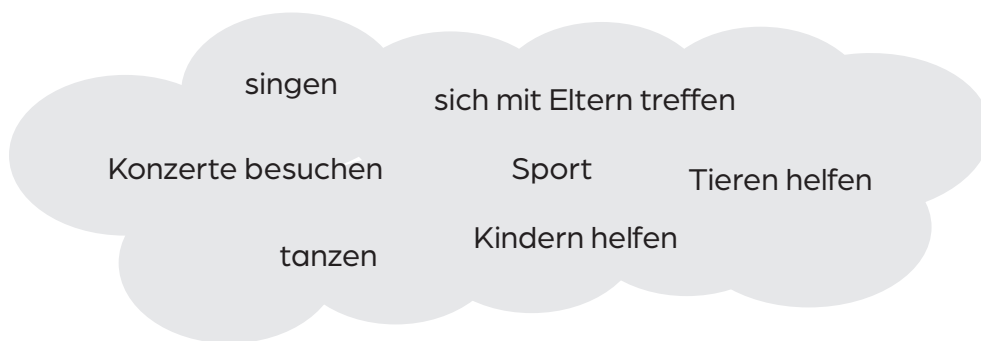 singen
sich mit Eltern treffen
Konzerte besuchen
Sport
Tieren helfen
Kindern helfen
tanzen